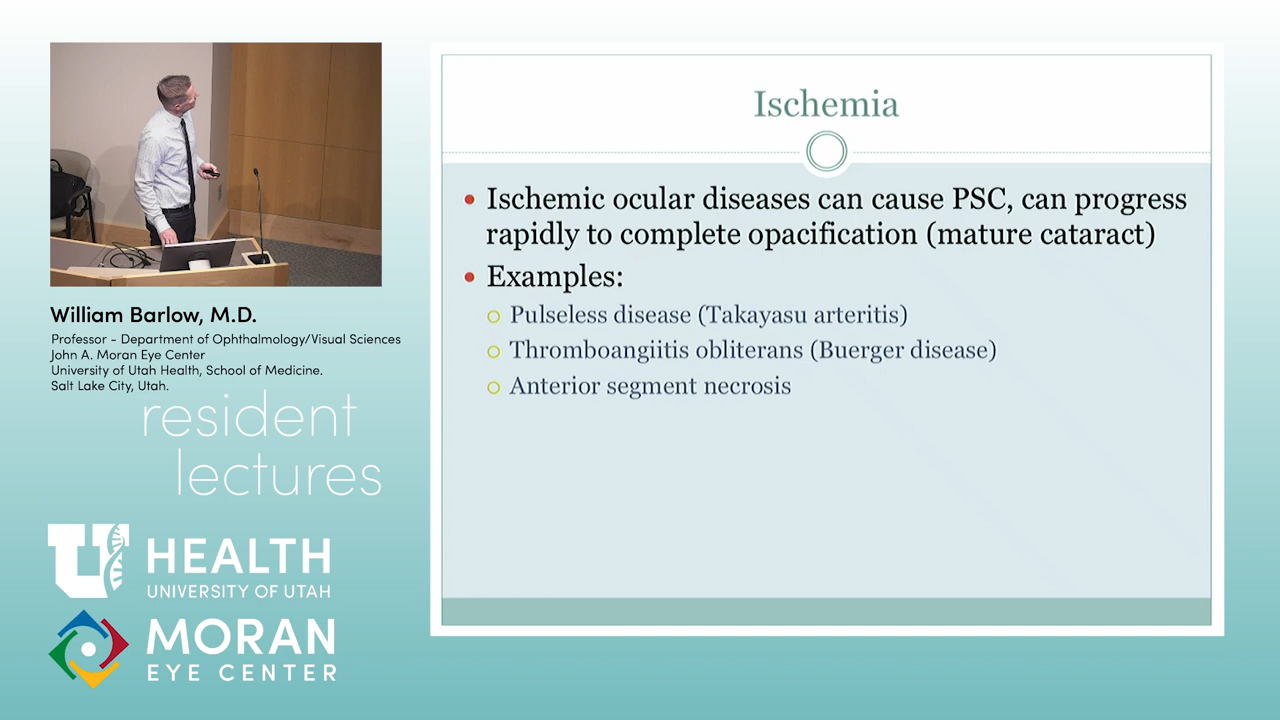 William Barlow, M.D.
Professor - Department of Ophthalmology/Visual Sciences
John A. Moran Eye Center
University of Utah Health, School of Medicine.
Salt Lake City, Utah.
resident
lectures
U HEALTH
UNIVERSITY OF UTAH
MORAN
EYE CENTER
Ischemia
• Ischemic ocular diseases can cause PSC, can progress
rapidly to complete opacification (mature cataract)
• Examples:
○ Pulseless disease (Takayasu arteritis)
○ Thromboangiitis obliterans (Buerger disease)
○ Anterior segment necrosis